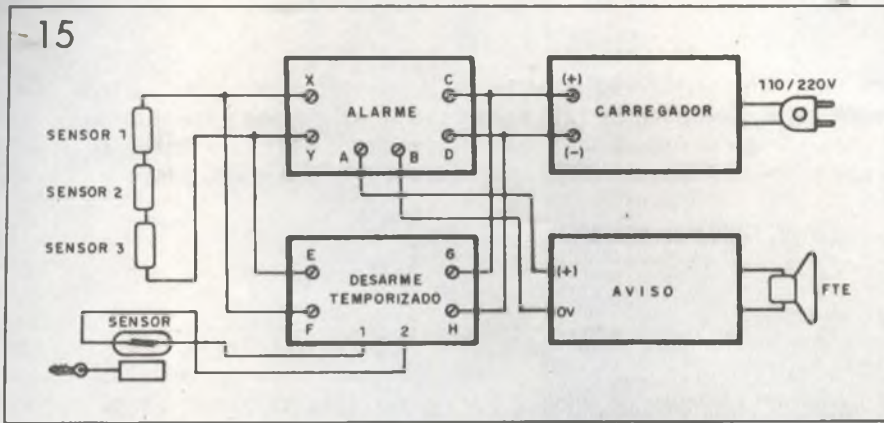 15
SENSOR 1
SENSOR 2
SENSOR 3
X
Y
ALARME
A
B
C
D
(+)
(-)
CARREGADOR
110/220V
E
F
DESARME
TEMPORIZADO
1
2
G
H
(+)
0V
AVISO
FTE
SENSOR